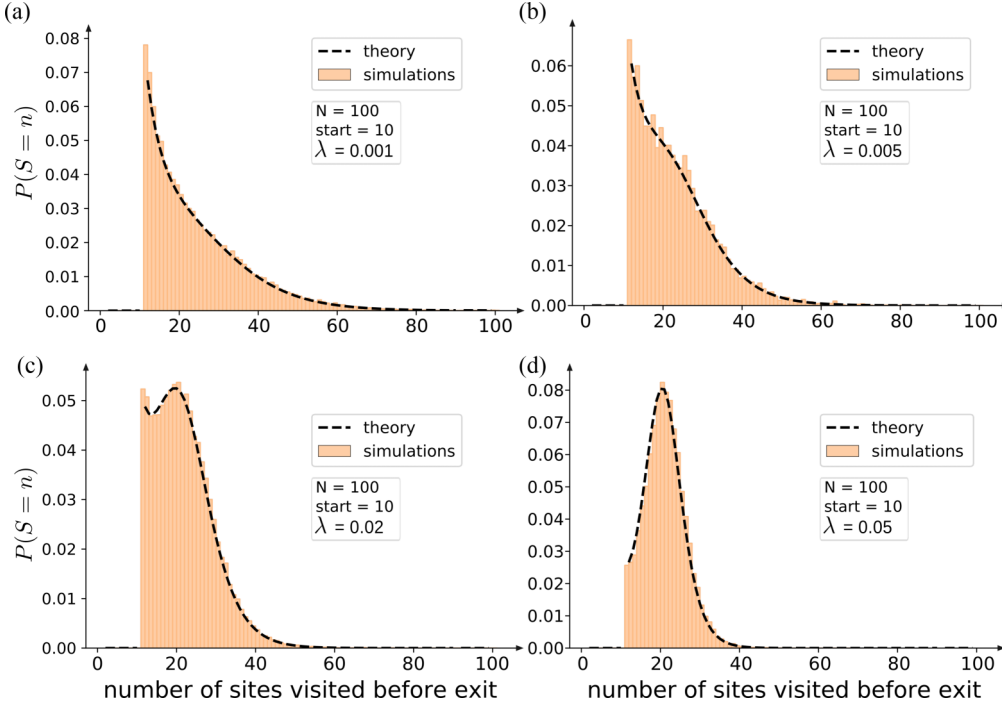 (a)
0.08
0.07
0.06
0.05
0.04
0.03
0.02
0.01
0.00
P(S = n)
theory
simulations
N = 100
start = 10
λ = 0.001
0 20 40 60 80 100
(b)
0.06
0.05
0.04
0.03
0.02
0.01
0.00
theory
simulations
N = 100
start = 10
λ = 0.005
0 20 40 60 80 100
(c)
0.05
0.04
0.03
0.02
0.01
0.00
P(S = n)
theory
simulations
N = 100
start = 10
λ = 0.02
0 20 40 60 80 100
number of sites visited before exit
(d)
0.08
0.07
0.06
0.05
0.04
0.03
0.02
0.01
0.00
theory
simulations
N = 100
start = 10
λ = 0.05
0 20 40 60 80 100
number of sites visited before exit